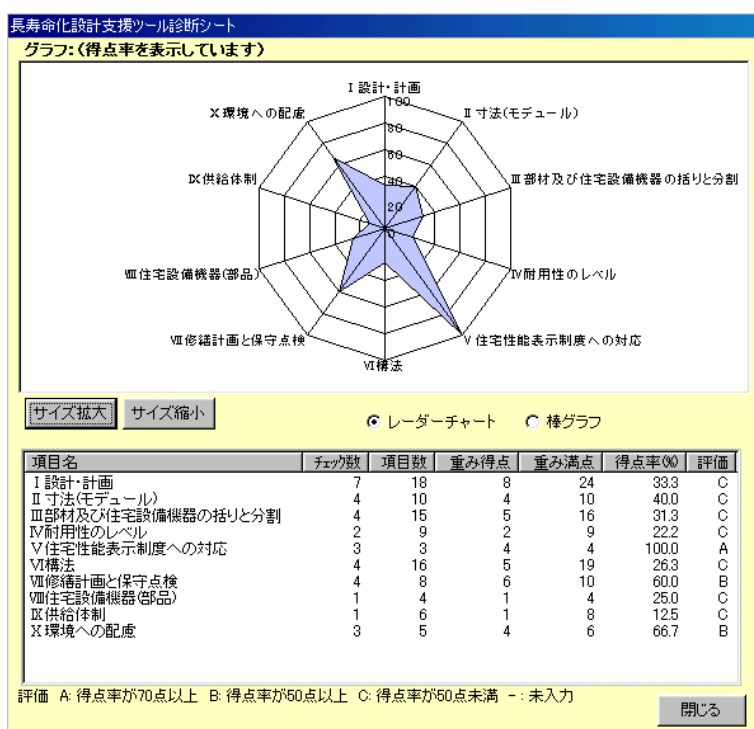 長寿命化設計支援ツール診断シート
グラフ:(得点率を表示しています)
Ⅰ設計・計画
100
Ⅹ環境への配慮
Ⅱ寸法(モデュール)
80
60
Ⅸ供給体制
40
Ⅲ部材及び住宅設備機器の括りと分割
20
0
Ⅷ住宅設備機器(部品)
Ⅳ耐用性のレベル
Ⅶ修繕計画と保守点検
Ⅴ住宅性能表示制度への対応
Ⅵ構法
サイズ拡大 サイズ縮小 レーダーチャート 棒グラフ
項目名 チェック数 項目数 重み得点 重み満点 得点率(%) 評価
Ⅰ設計・計画 7 18 8 24 33.3 C
Ⅱ寸法(モデュール) 4 10 4 10 40.0 C
Ⅲ部材及び住宅設備機器の括りと分割 4 15 5 16 31.3 C
Ⅳ耐用性のレベル 2 9 2 9 22.2 C
Ⅴ住宅性能表示制度への対応 3 3 4 4 100.0 A
Ⅵ構法 4 16 5 19 26.3 C
Ⅶ修繕計画と保守点検 4 8 6 10 60.0 B
Ⅷ住宅設備機器(部品) 1 4 1 4 25.0 C
Ⅸ供給体制 1 6 1 8 12.5 C
Ⅹ環境への配慮 3 5 4 6 66.7 B
評価 A:得点率が70点以上 B:得点率が50点以上 C:得点率が50点未満 -:未入力
閉じる